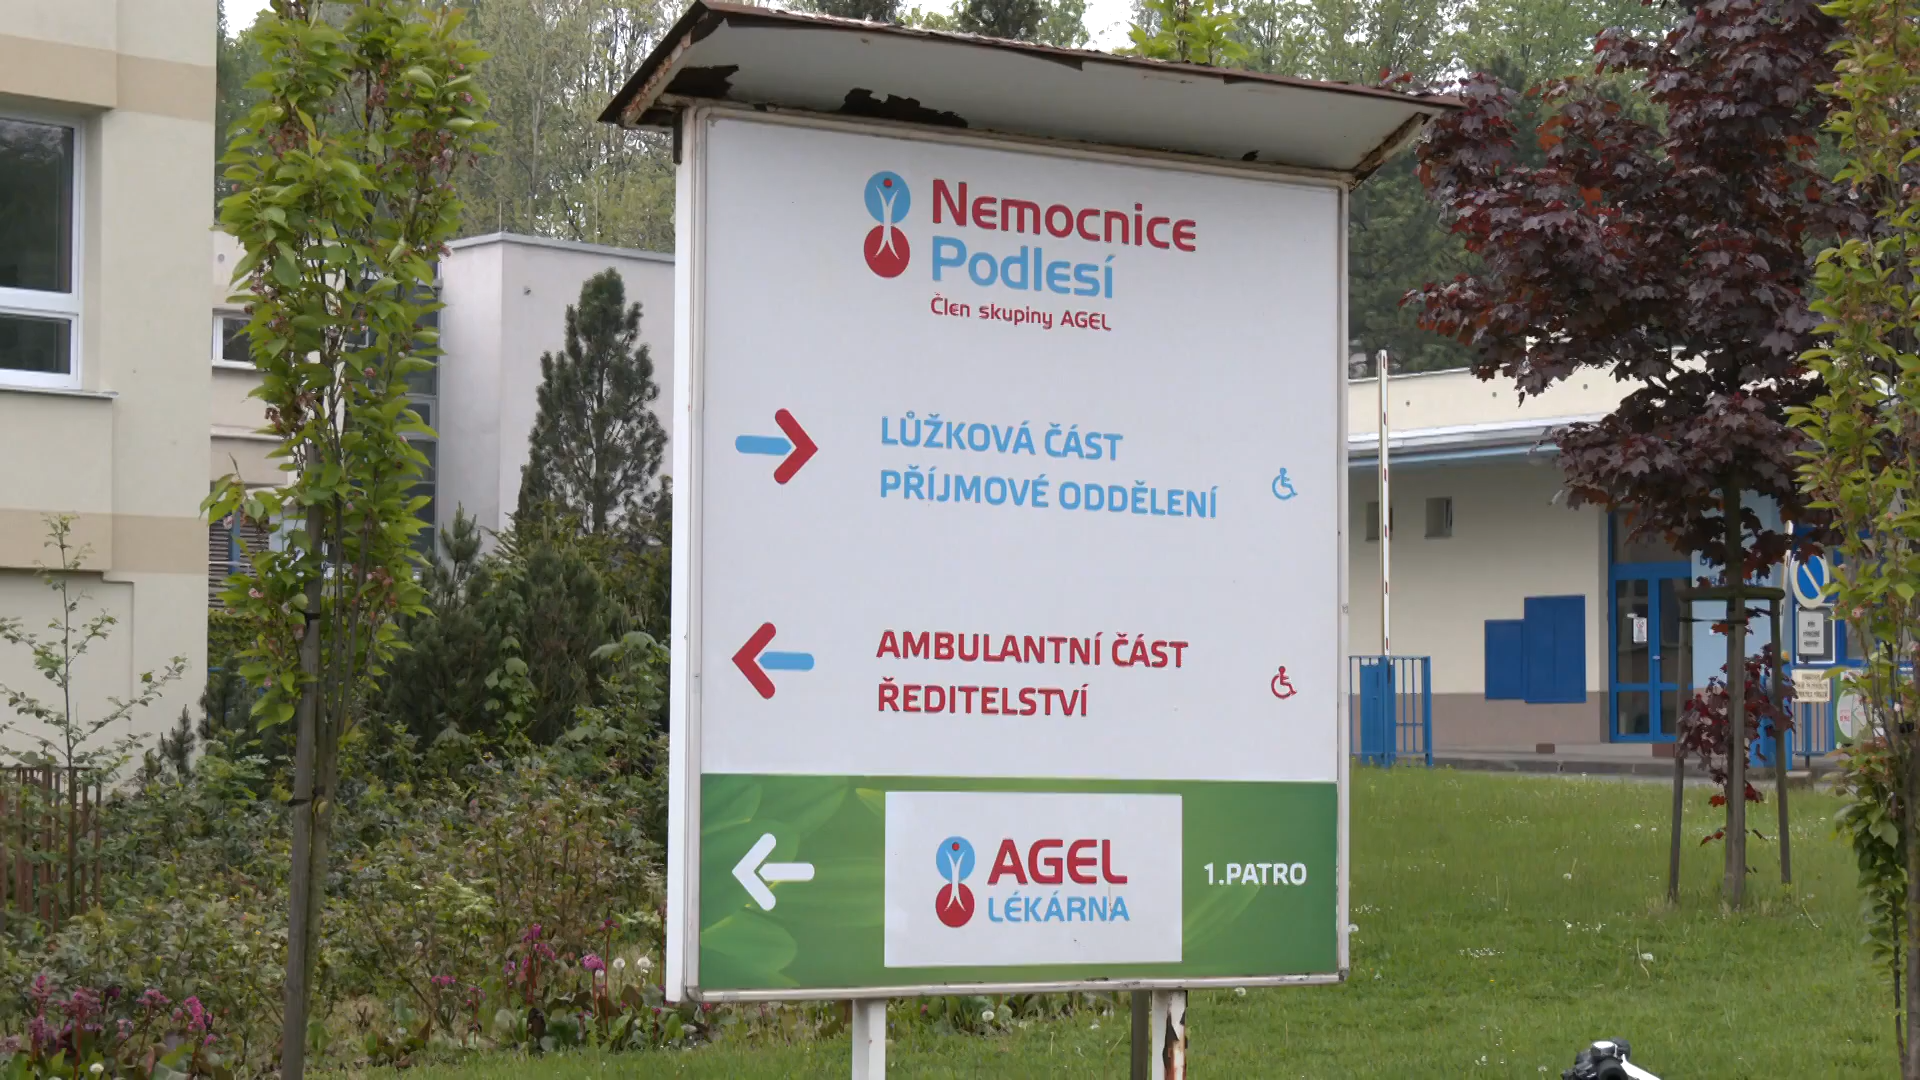 Nemocnice
Podlesí
Člen skupiny AGEL
LŮŽKOVÁ ČÁST
PŘÍJMOVÉ ODDĚLENÍ
AMBULANTNÍ ČÁST
ŘEDITELSTVÍ
AGEL
LÉKÁRNA
1.PATRO